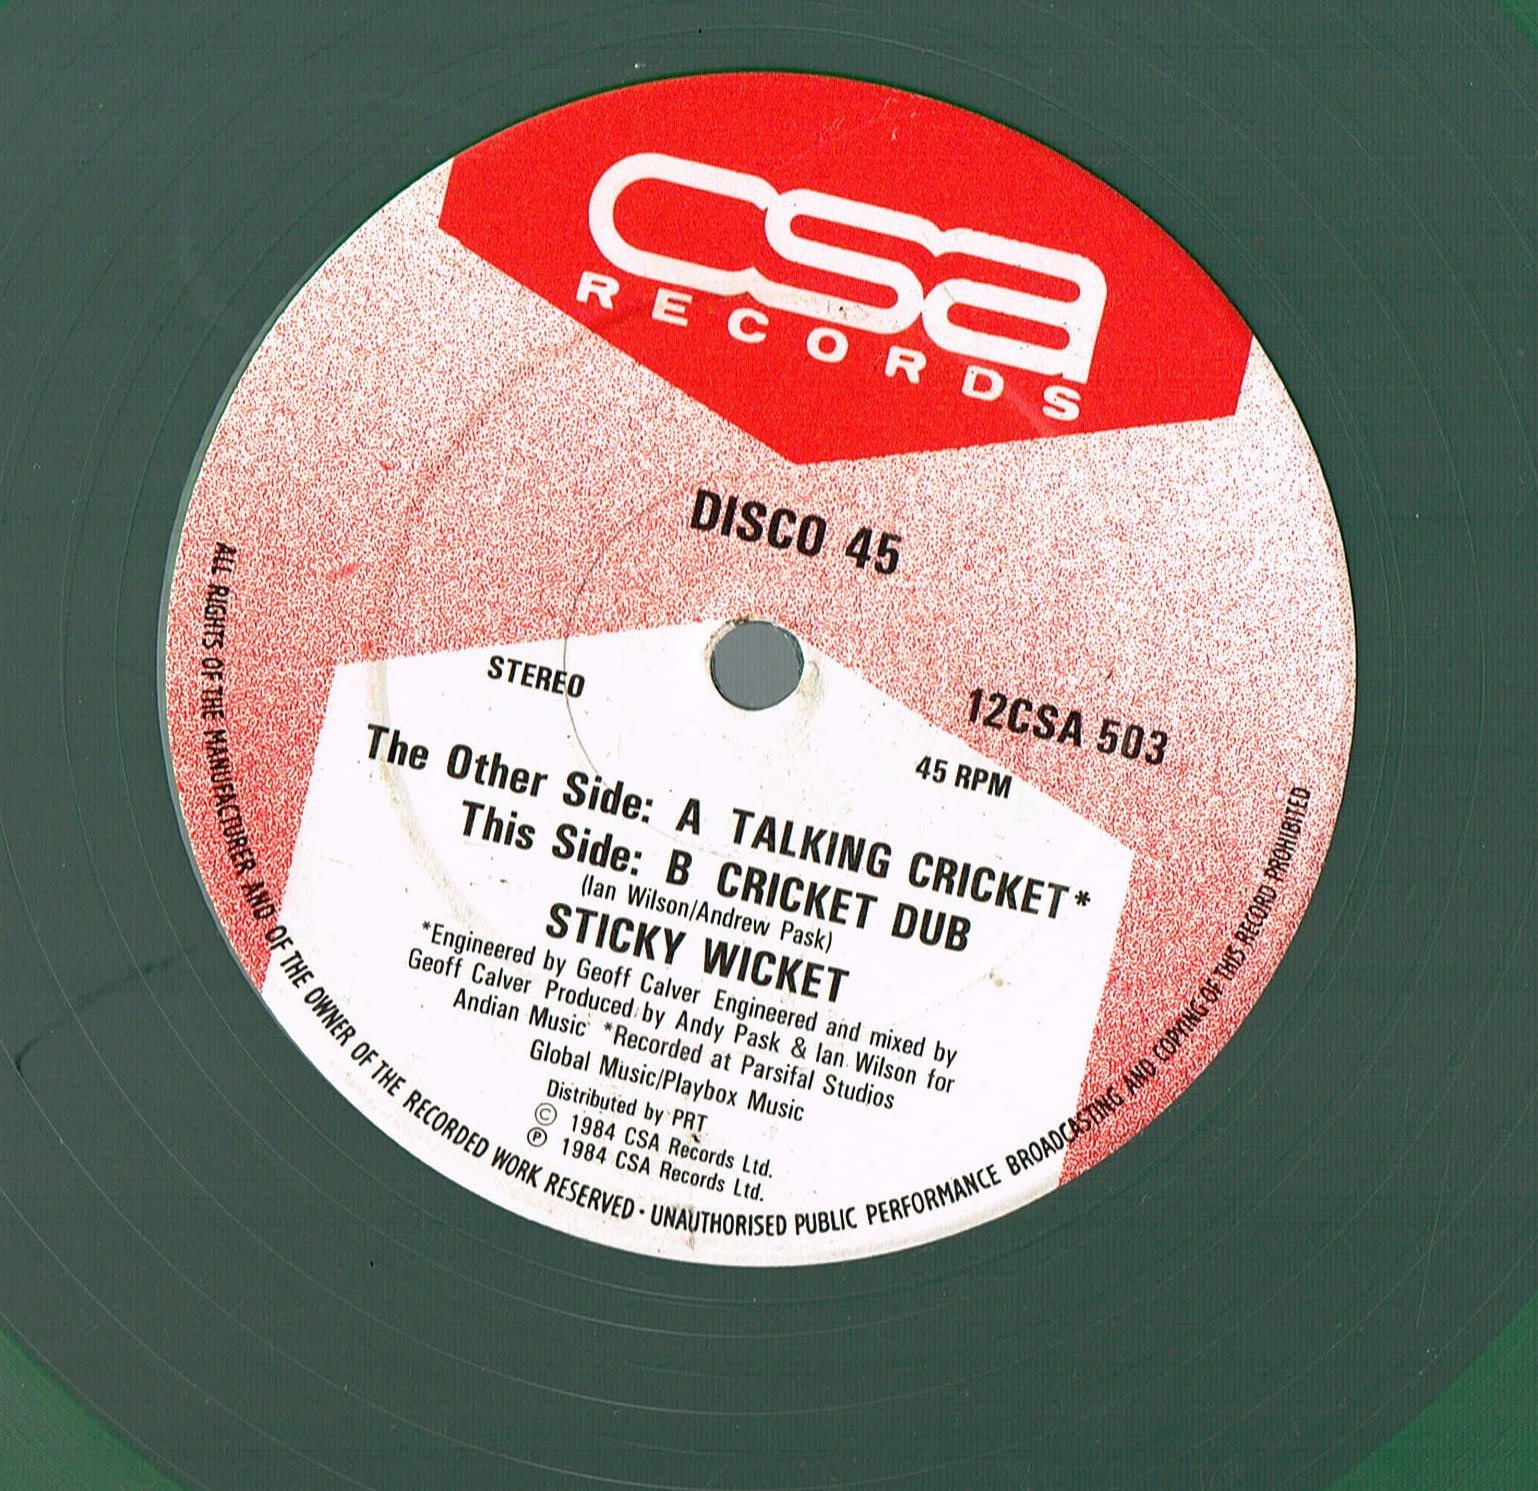 csa
RECORDS
DISCO 45
STEREO
12CSA 503
45 RPM
The Other Side: A TALKING CRICKET*
This Side: B CRICKET DUB
(Ian Wilson/Andrew Pask)
STICKY WICKET
*Engineered by Geoff Calver Engineered and mixed by
Geoff Calver Produced by Andy Pask & Ian Wilson for
Andian Music *Recorded at Parsifal Studios
Global Music/Playbox Music
Distributed by PRT
© 1984 CSA Records Ltd.
℗ 1984 CSA Records Ltd.
ALL RIGHTS OF THE MANUFACTURER AND OF THE OWNER OF THE RECORDED WORK RESERVED · UNAUTHORISED PUBLIC PERFORMANCE BROADCASTING AND COPYING OF THIS RECORD PROHIBITED